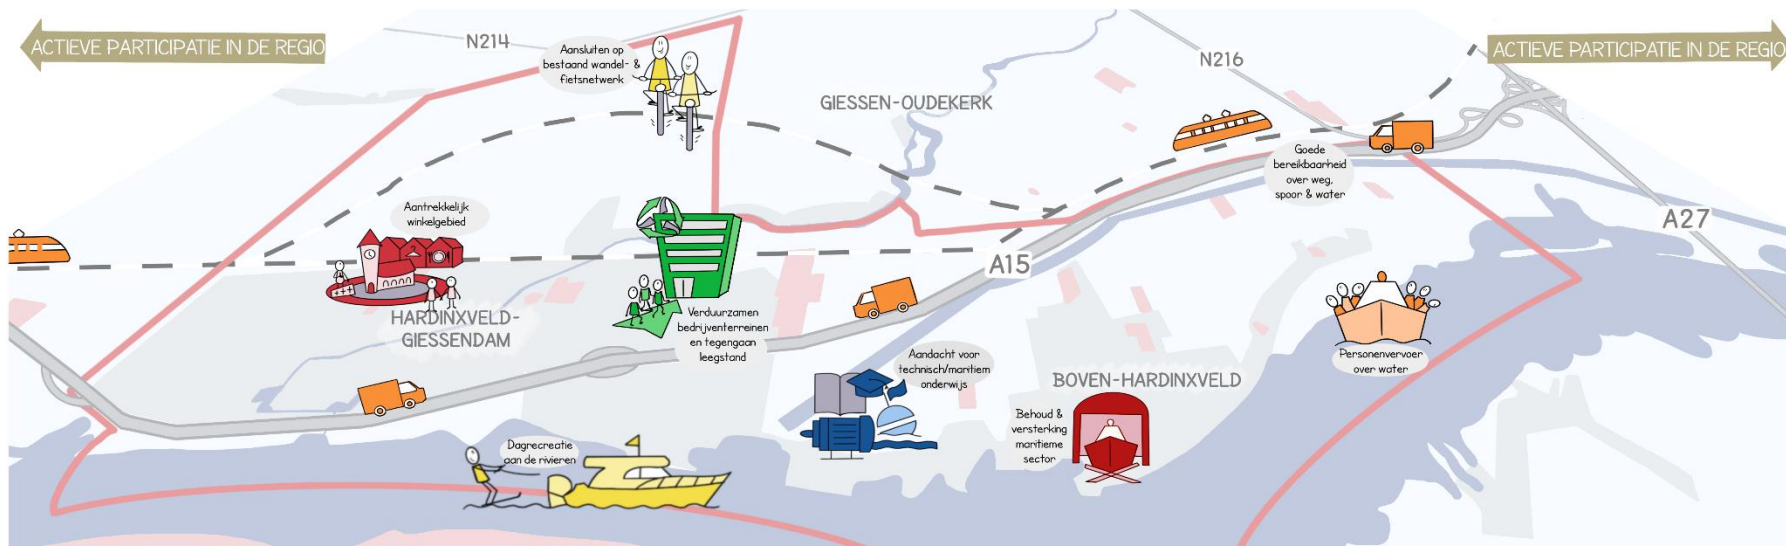 ACTIEVE PARTICIPATIE IN DE REGIO
ACTIEVE PARTICIPATIE IN DE REGIO
N214
Aansluiten op
bestaand wandel- &
fietsnetwerk
N216
GIESSEN-OUDEKERK
Goede
bereikbaarheid
over weg,
spoor & water
Aantrekkelijk
winkelgebied
A27
A15
HARDINXVELD-
GIESSENDAM
Verduurzamen
bedrijventerreinen
en tegengaan
leegstand
Aandacht voor
technisch/maritiem
onderwijs
BOVEN-HARDINXVELD
Personenvervoer
over water
Behoud &
versterking
maritieme
sector
Dagrecreatie
aan de rivieren